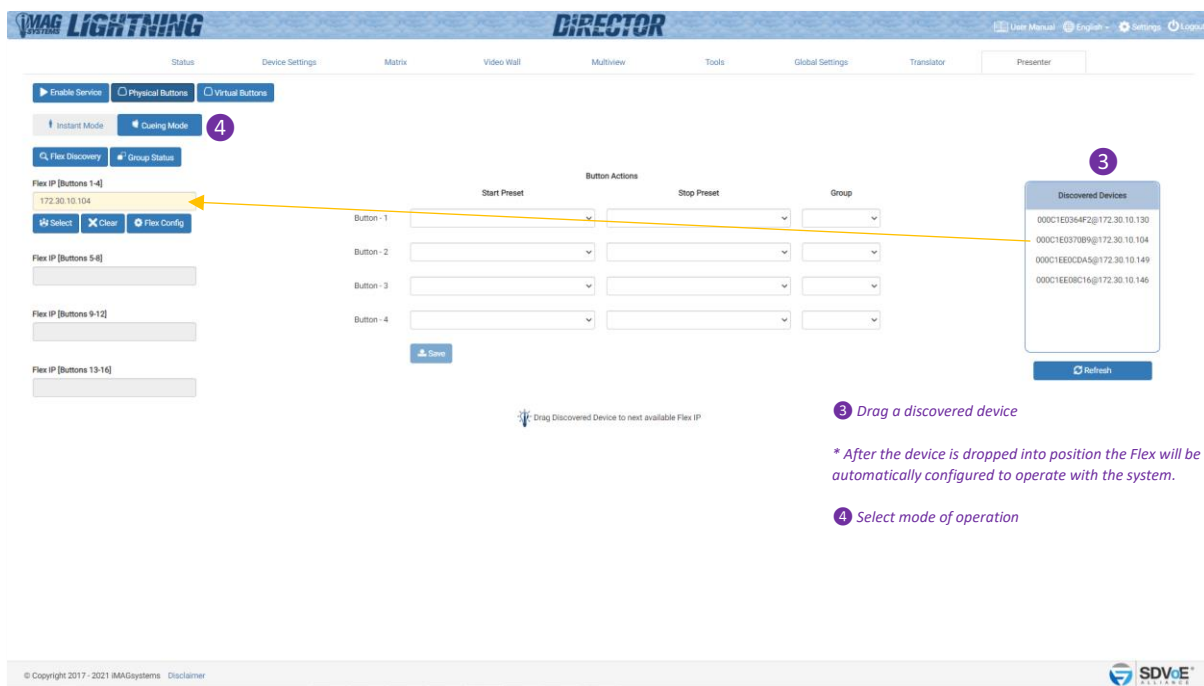 iMAG SYSTEMS LIGHTNING
DiRECTOR
User Manual English Settings Logout
Status Device Settings Matrix Video Wall Multiview Tools Global Settings Translator Presenter
Enable Service Physical Buttons Virtual Buttons
Instant Mode Cueing Mode 4
Flex Discovery Group Status
3
Flex IP [Buttons 1-4]
172.30.10.104
Select Clear Flex Config
Flex IP [Buttons 5-8]
Flex IP [Buttons 9-12]
Flex IP [Buttons 13-16]
Button Actions
Start Preset Stop Preset Group
Button - 1
Button - 2
Button - 3
Button - 4
Save
Discovered Devices
000C1E0364F2@172.30.10.130
000C1E0370B9@172.30.10.104
000C1EE0CDA5@172.30.10.149
000C1EE08C16@172.30.10.146
Refresh
Drag Discovered Device to next available Flex IP
3 Drag a discovered device
* After the device is dropped into position the Flex will be
automatically configured to operate with the system.
4 Select mode of operation
© Copyright 2017 - 2021 iMAGsystems Disclaimer
SDVoE
ALLIANCE